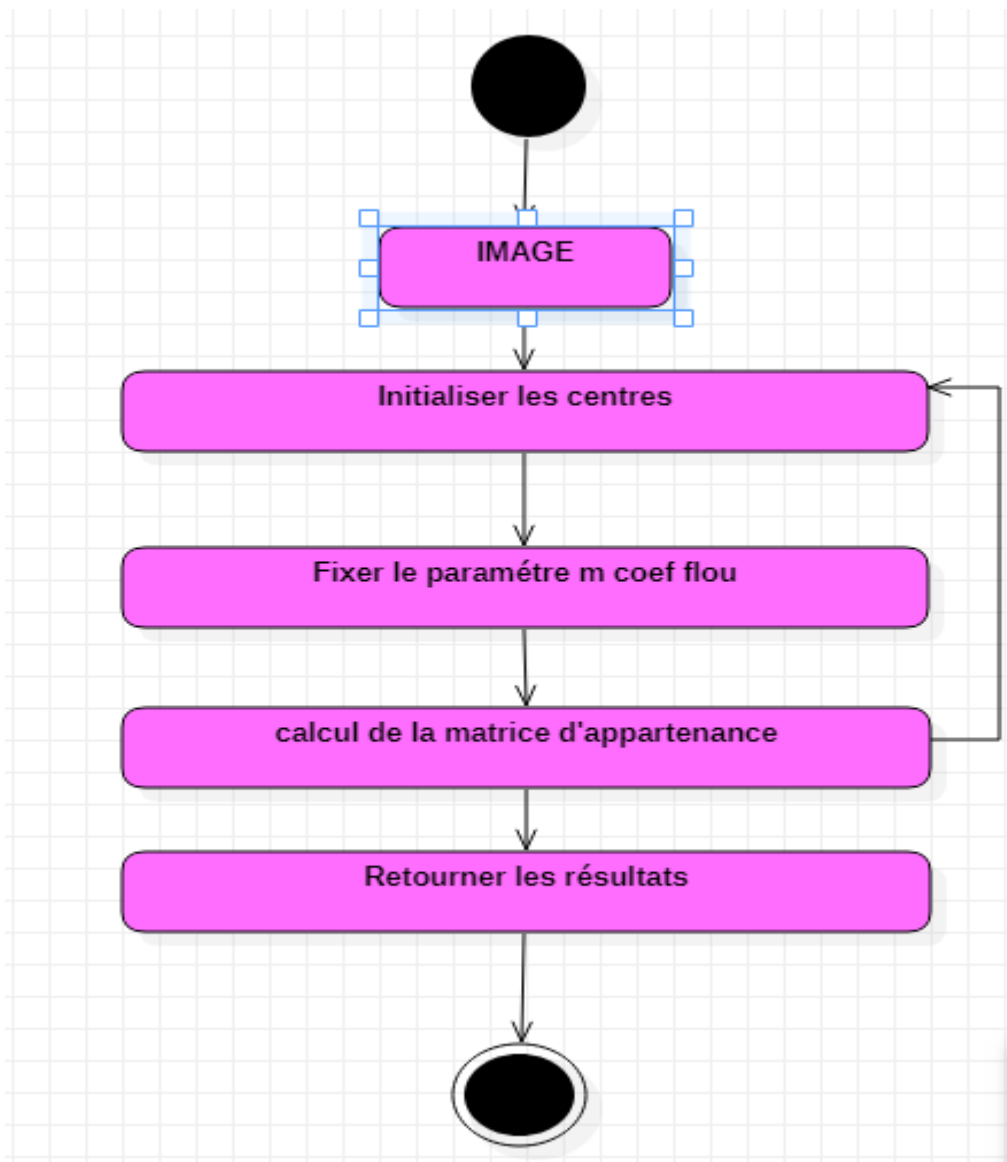 IMAGE
Initialiser les centres
Fixer le paramétre m coef flou
calcul de la matrice d'appartenance
Retourner les résultats